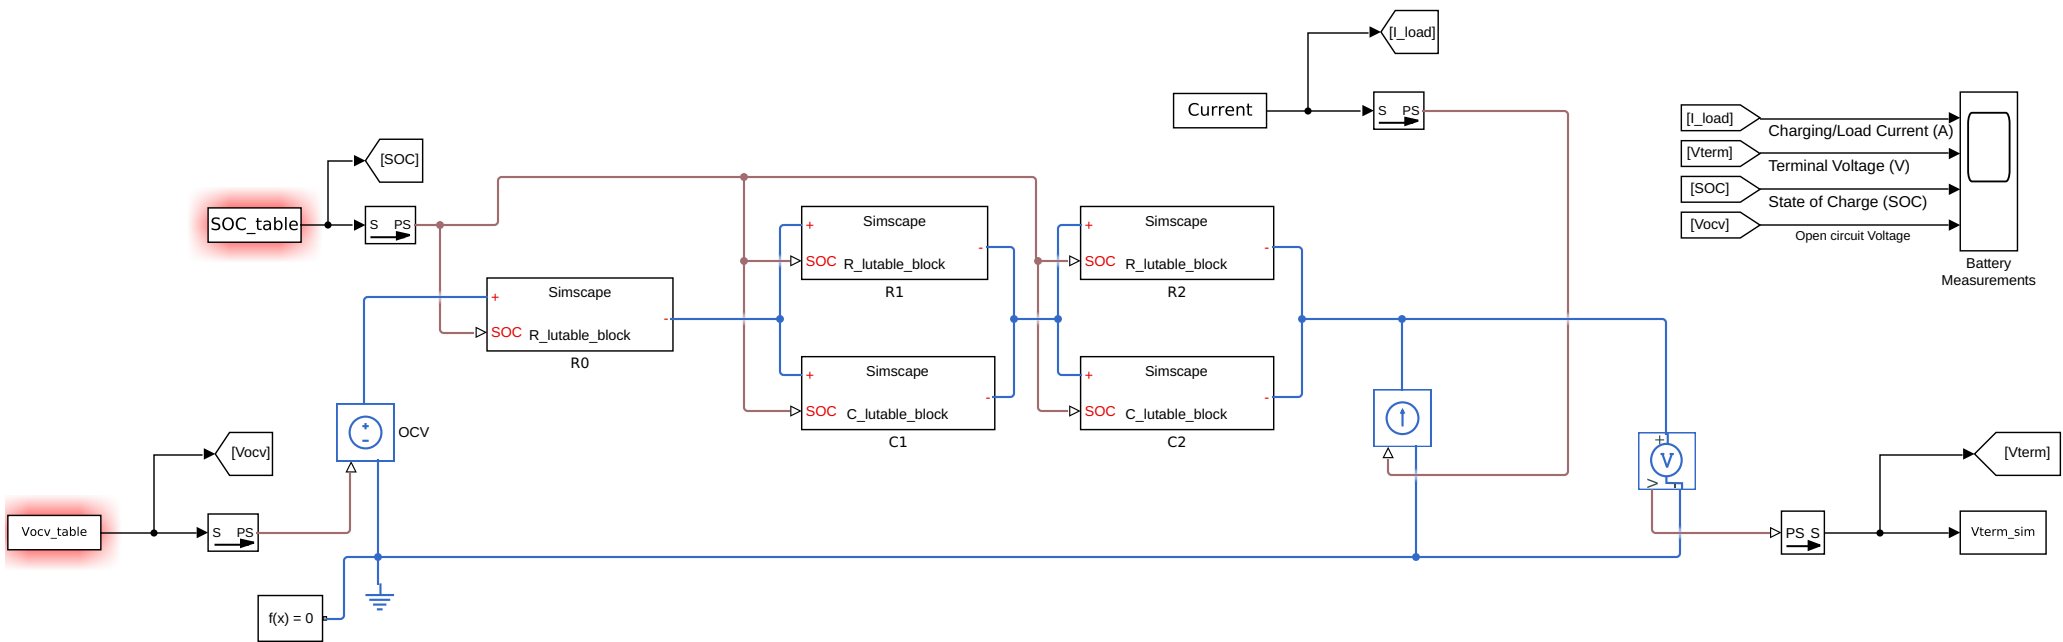 [I_load]
Current
S PS
[I_load]
Charging/Load Current (A)
[Vterm]
Terminal Voltage (V)
[SOC]
State of Charge (SOC)
[Vocv]
Open circuit Voltage
Battery
Measurements
[SOC]
SOC_table
S PS
Simscape
+
-
SOC R_lutable_block
R1
Simscape
+
-
SOC R_lutable_block
R2
Simscape
+
-
SOC R_lutable_block
R0
Simscape
+
-
SOC C_lutable_block
C1
Simscape
+
-
SOC C_lutable_block
C2
+
-
OCV
[Vocv]
Vocv_table
S PS
+
V
V
-
[Vterm]
PS S
Vterm_sim
f(x) = 0